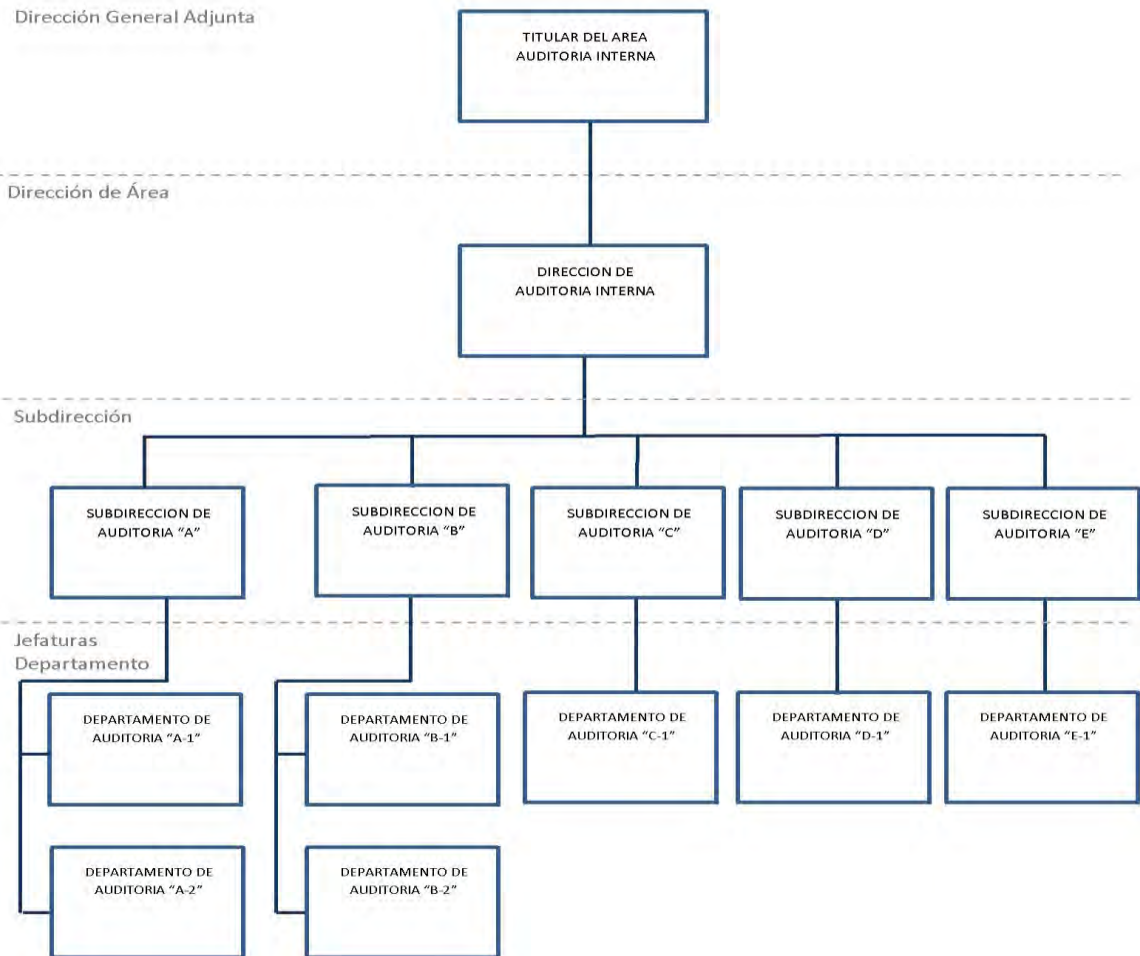 Dirección General Adjunta
TITULAR DEL AREA
AUDITORIA INTERNA
Dirección de Área
DIRECCION DE
AUDITORIA INTERNA
Subdirección
SUBDIRECCION DE
AUDITORIA “A”
SUBDIRECCION DE
AUDITORIA “B”
SUBDIRECCION DE
AUDITORIA “C”
SUBDIRECCION DE
AUDITORIA “D”
SUBDIRECCION DE
AUDITORIA “E”
Jefaturas
Departamento
DEPARTAMENTO DE
AUDITORIA “A-1”
DEPARTAMENTO DE
AUDITORIA “B-1”
DEPARTAMENTO DE
AUDITORIA “C-1”
DEPARTAMENTO DE
AUDITORIA “D-1”
DEPARTAMENTO DE
AUDITORIA “E-1”
DEPARTAMENTO DE
AUDITORIA “A-2”
DEPARTAMENTO DE
AUDITORIA “B-2”